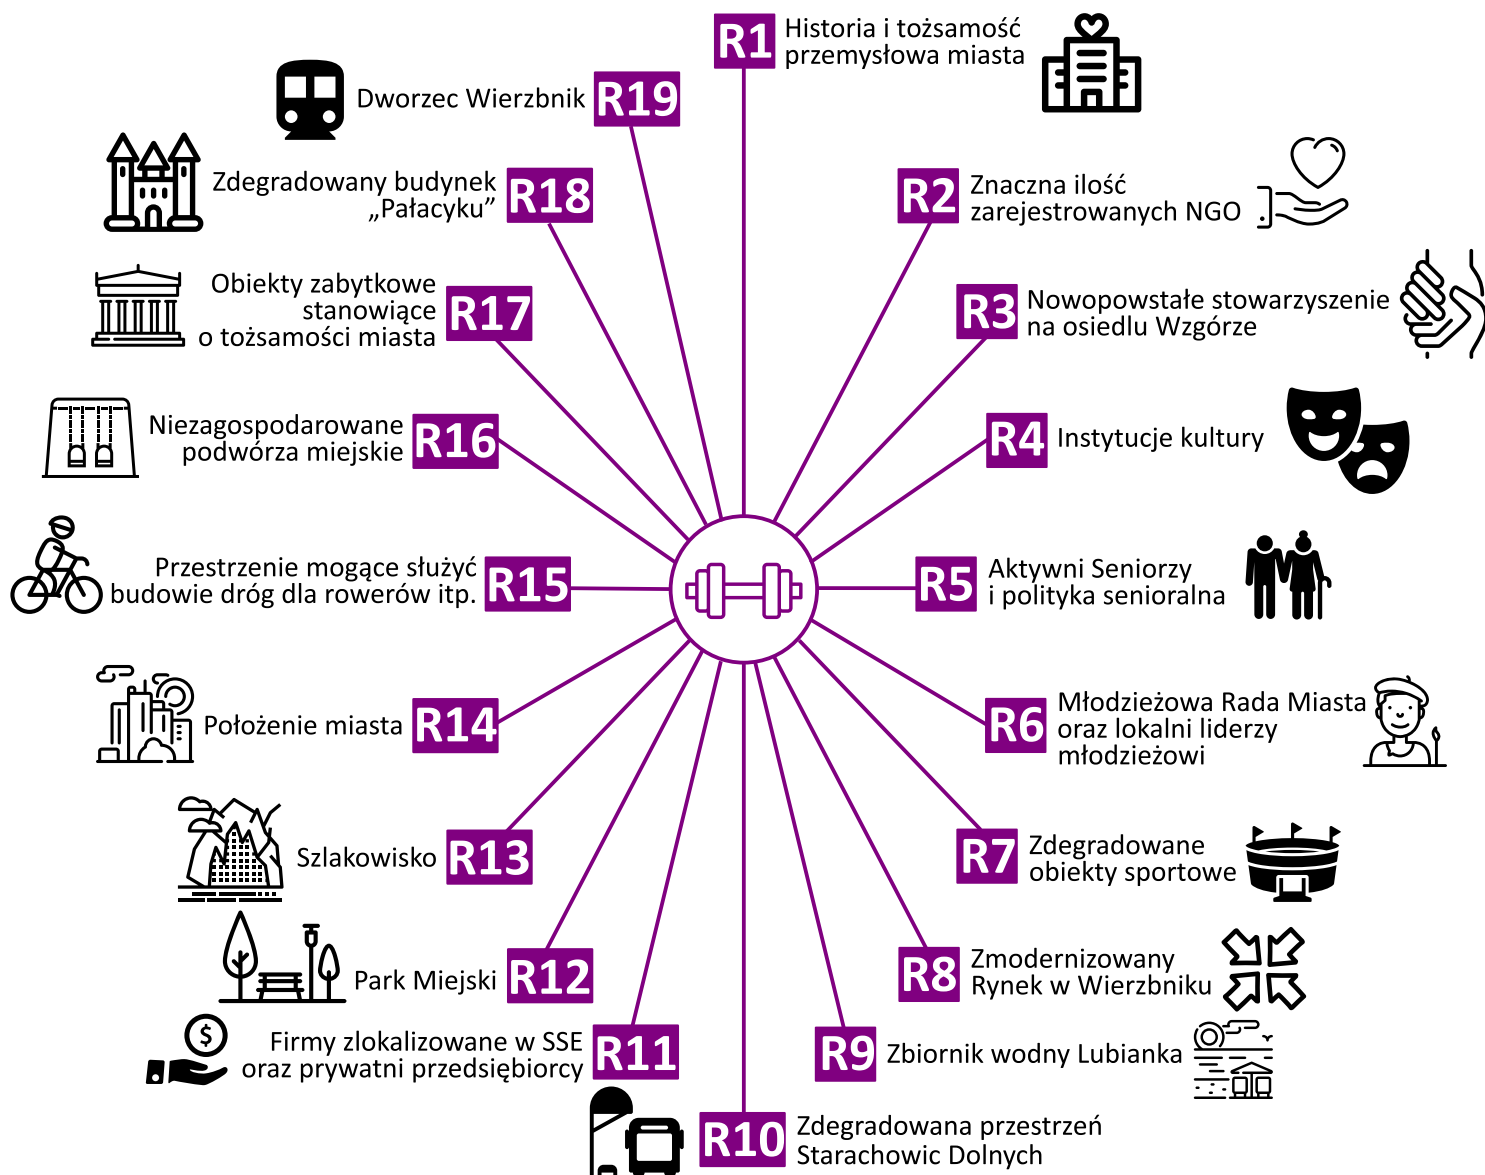 R1
Historia i tożsamość
przemysłowa miasta
R2
Znaczna ilość
zarejestrowanych NGO
R3
Nowopowstałe stowarzyszenie
na osiedlu Wzgórze
R4
Instytucje kultury
R5
Aktywni Seniorzy
i polityka senioralna
R6
Młodzieżowa Rada Miasta
oraz lokalni liderzy
młodzieżowi
R7
Zdegradowane
obiekty sportowe
R8
Zmodernizowany
Rynek w Wierzbniku
R9
Zbiornik wodny Lubianka
R10
Zdegradowana przestrzeń
Starachowic Dolnych
R11
Firmy zlokalizowane w SSE
oraz prywatni przedsiębiorcy
$
R12
Park Miejski
R13
Szlakowisko
R14
Położenie miasta
R15
Przestrzenie mogące służyć
budowie dróg dla rowerów itp.
R16
Niezagospodarowane
podwórza miejskie
R17
Obiekty zabytkowe
stanowiące
o tożsamości miasta
R18
Zdegradowany budynek
„Pałacyku”
R19
Dworzec Wierzbnik